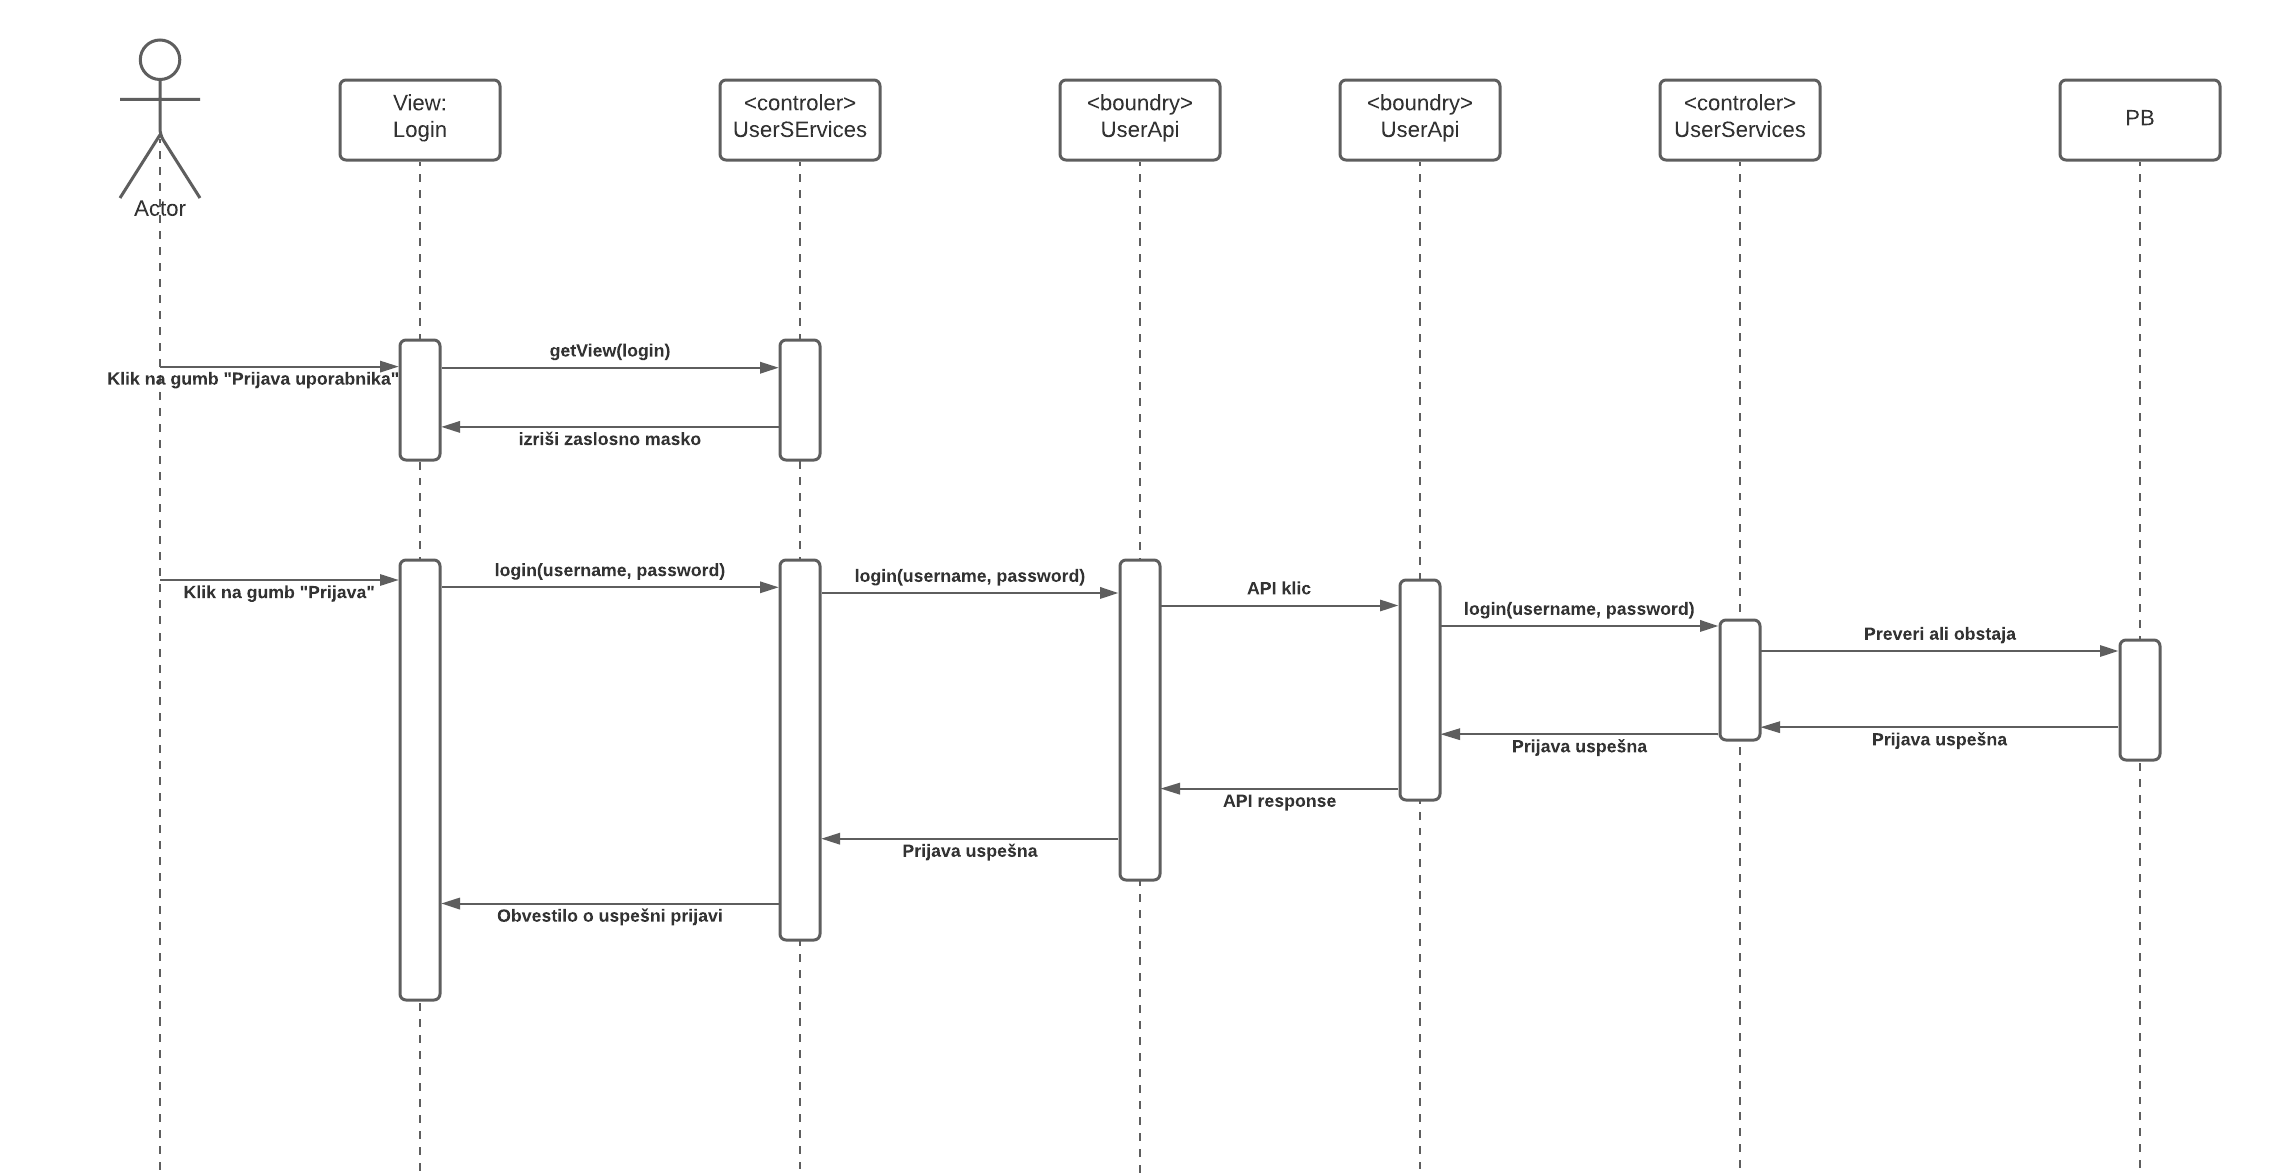 Actor
View:
Login
<controler>
UserSErvices
<boundry>
UserApi
<boundry>
UserApi
<controler>
UserServices
PB
Klik na gumb "Prijava uporabnika"
getView(login)
izriši zaslosno masko
Klik na gumb "Prijava"
login(username, password)
login(username, password)
API klic
login(username, password)
Preveri ali obstaja
Prijava uspešna
Prijava uspešna
API response
Prijava uspešna
Obvestilo o uspešni prijavi